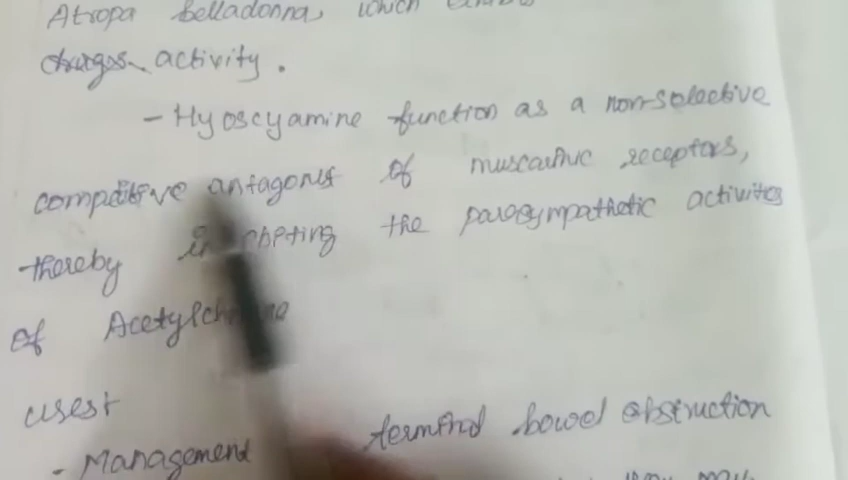 Atropa belladonna, which
activity.
- Hyoscyamine function as a non-selective
competitive antagonist of muscarinic receptors,
thereby the parasympathetic activities
of
uses:
- Management terminal bowel obstruction